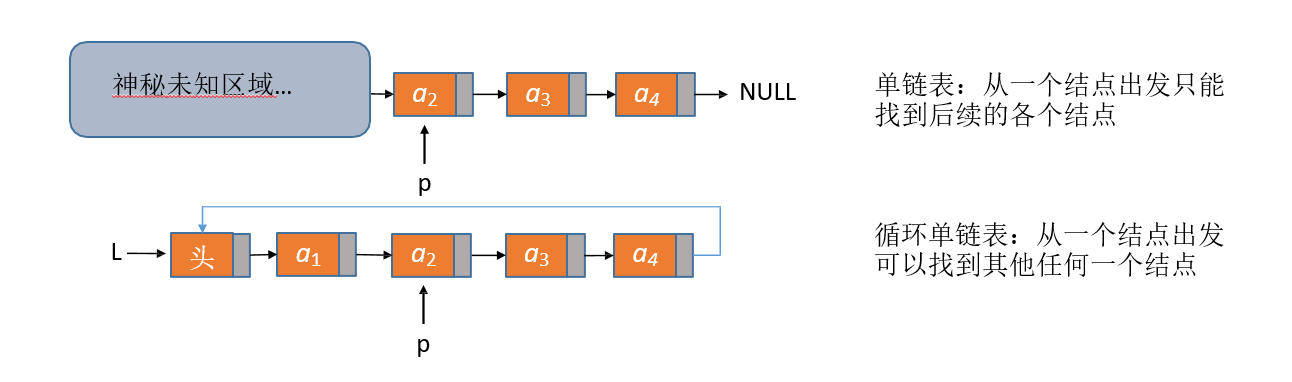 神秘未知区域...
a2
a3
a4
NULL
单链表：从一个结点出发只能
找到后续的各个结点
p
L
头
a1
a2
a3
a4
循环单链表：从一个结点出发
可以找到其他任何一个结点
p